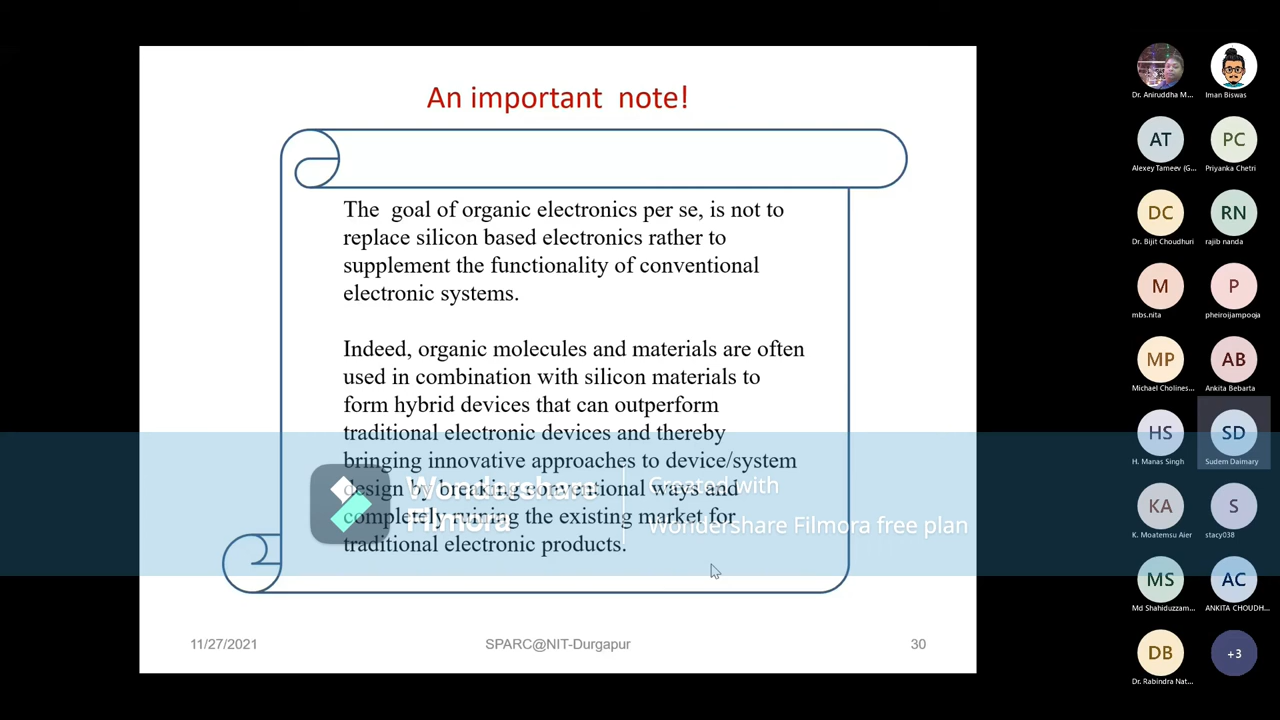 An important note!
The goal of organic electronics per se, is not to
replace silicon based electronics rather to
supplement the functionality of conventional
electronic systems.
Indeed, organic molecules and materials are often
used in combination with silicon materials to
form hybrid devices that can outperform
traditional electronic devices and thereby
bringing innovative approaches to device/system
design by breaking conventional ways and
completely ruining the existing market for
traditional electronic products.
Wondershare
Filmora
Created with
Wondershare Filmora free plan
11/27/2021
SPARC@NIT-Durgapur
30
Dr. Aniruddha M...
Iman Biswas
AT
Alexey Tameev (G...
PC
Priyanka Chetri
DC
Dr. Bijit Choudhuri
RN
rajib nanda
M
mbs.nita
P
pheiroijampooja
MP
Michael Cholines...
AB
Ankita Bebarta
HS
H. Manas Singh
SD
Sudem Daimary
KA
K. Moatemsu Aier
S
stacy038
MS
Md Shahiduzzam...
AC
ANKITA CHOUDH...
DB
Dr. Rabindra Nat...
+3